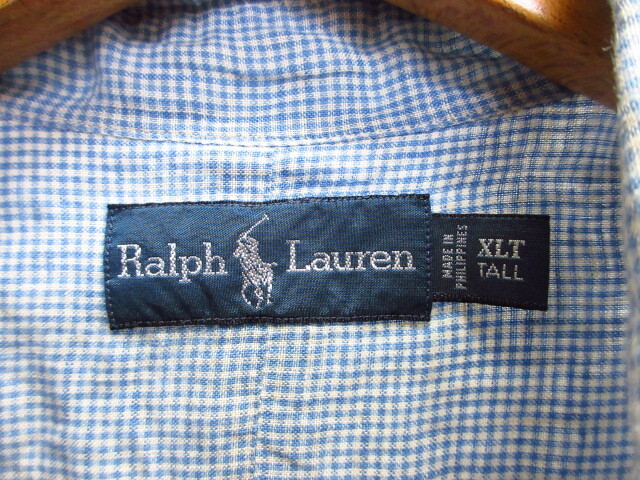 Ralph Lauren
MADE IN
PHILIPPINES
XLT
TALL